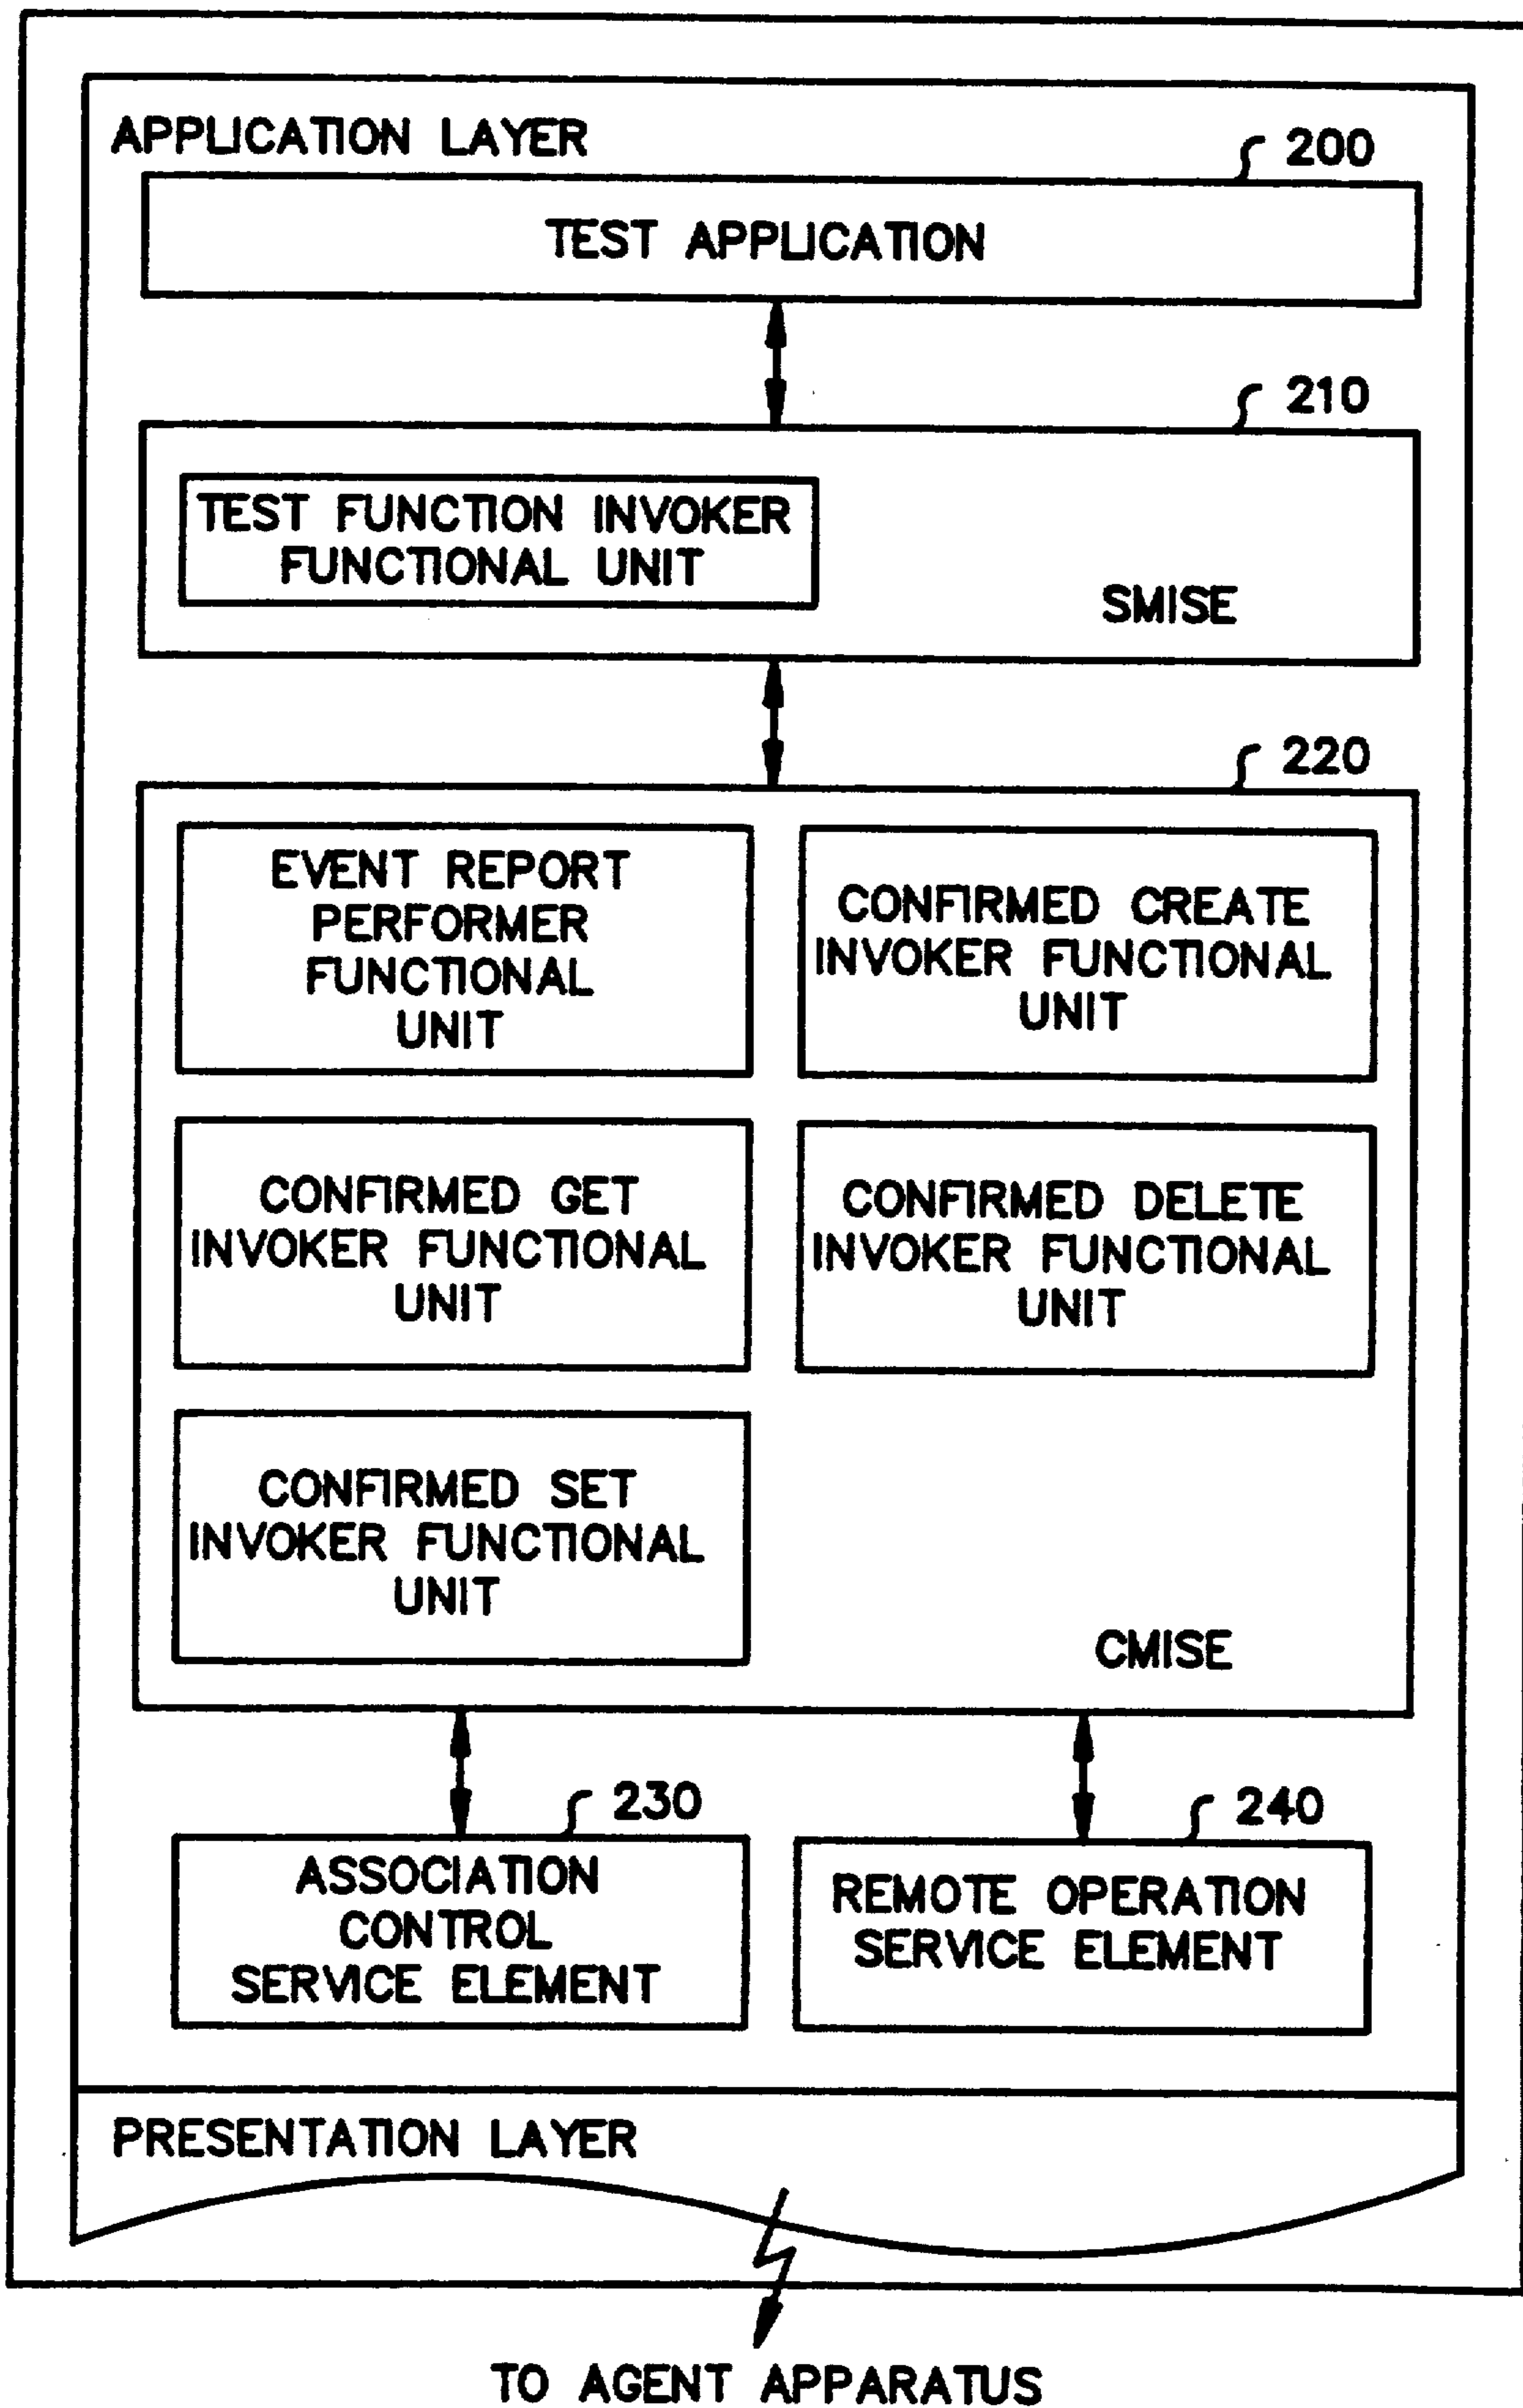 APPLICATION LAYER
200
TEST APPLICATION
210
TEST FUNCTION INVOKER
FUNCTIONAL UNIT
SMISE
220
EVENT REPORT
PERFORMER
FUNCTIONAL
UNIT
CONFIRMED CREATE
INVOKER FUNCTIONAL
UNIT
CONFIRMED GET
INVOKER FUNCTIONAL
UNIT
CONFIRMED DELETE
INVOKER FUNCTIONAL
UNIT
CONFIRMED SET
INVOKER FUNCTIONAL
UNIT
CMISE
230
ASSOCIATION
CONTROL
SERVICE ELEMENT
240
REMOTE OPERATION
SERVICE ELEMENT
PRESENTATION LAYER
TO AGENT APPARATUS